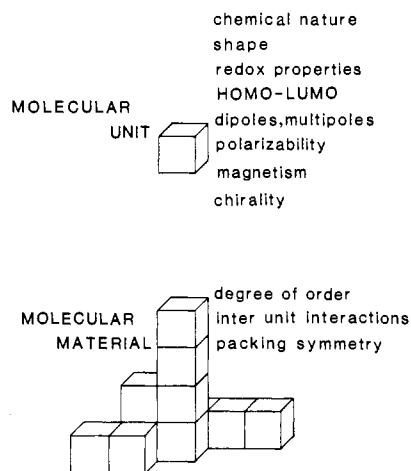 chemical nature
shape
redox properties
HOMO-LUMO
MOLECULAR
UNIT
dipoles,multipoles
polarizability
magnetism
chirality
degree of order
MOLECULAR
inter unit interactions
MATERIAL
packing symmetry